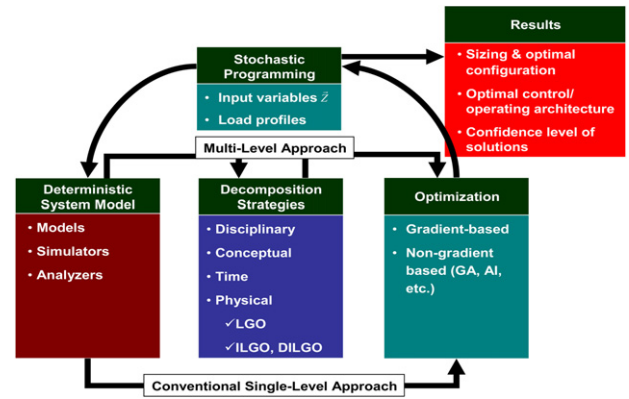 Results
• Sizing & optimal
configuration
• Optimal control/
operating architecture
• Confidence level of
solutions
Stochastic
Programming
• Input variables z̄
• Load profiles
Multi-Level Approach
Deterministic
System Model
• Models
• Simulators
• Analyzers
Decomposition
Strategies
• Disciplinary
• Conceptual
• Time
• Physical
✓LGO
✓ILGO, DILGO
Optimization
• Gradient-based
• Non-gradient
based (GA, AI,
etc.)
Conventional Single-Level Approach